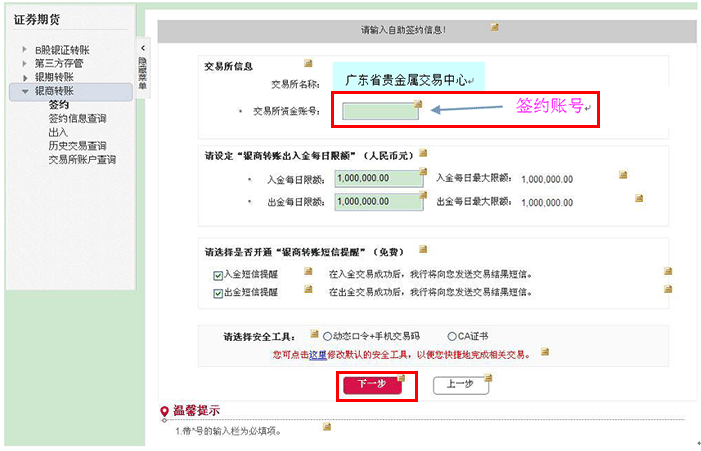 证券期货
B股银证转账
第三方存管
银期转账
银商转账
签约
签约信息查询
出入
历史交易查询
交易所账户查询
<
隐藏菜单
请输入自助签约信息！
交易所信息
交易所名称： 广东省贵金属交易中心
* 交易所资金账号： 签约账号
请设定“银商转账出入金每日限额”（人民币元）
* 入金每日限额： 1,000,000.00 入金每日最大限额： 1,000,000.00
* 出金每日限额： 1,000,000.00 出金每日最大限额： 1,000,000.00
请选择是否开通“银商转账短信提醒”（免费）
入金短信提醒 在入金交易成功后，我行将向您发送交易结果短信。
出金短信提醒 在出金交易成功后，我行将向您发送交易结果短信。
请选择安全工具： 动态口令+手机交易码 CA证书
您可点击这里修改默认的安全工具，以便您快捷地完成相关交易。
下一步 上一步
温馨提示
1.带*号的输入栏为必填项。